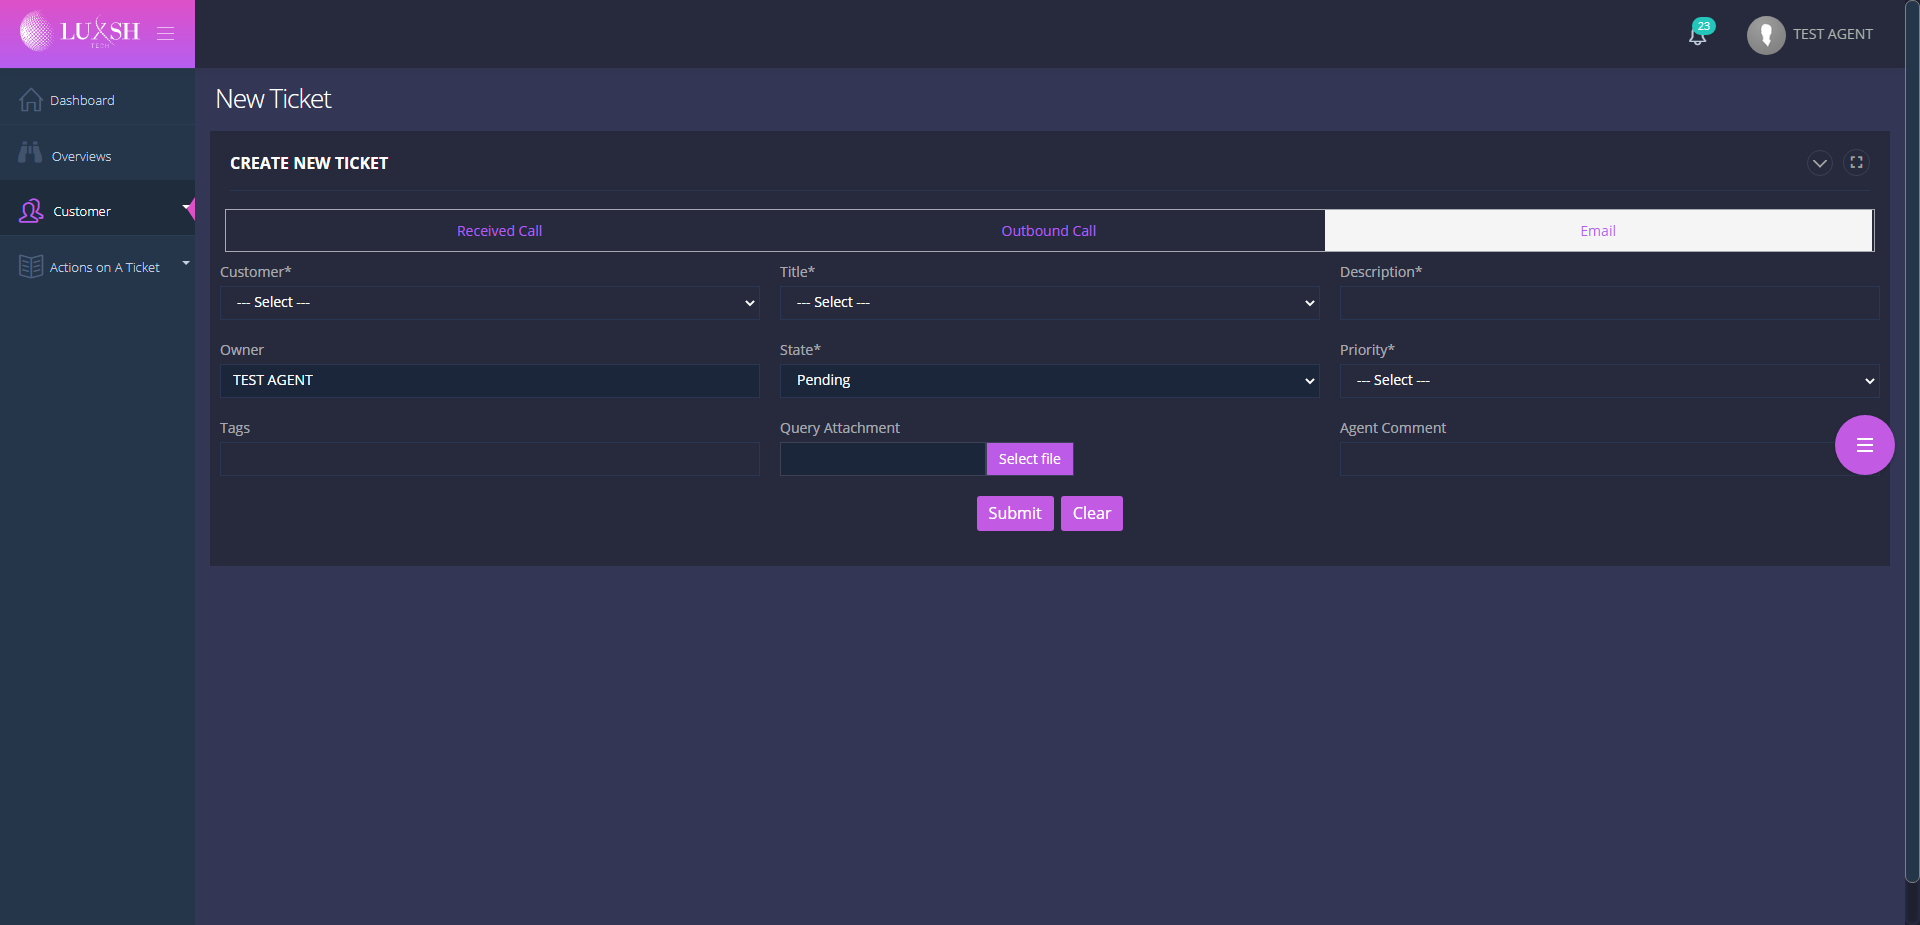 LUXSH
TECH
23
TEST AGENT
Dashboard
Overviews
Customer
Actions on A Ticket
New Ticket
CREATE NEW TICKET
Received Call
Outbound Call
Email
Customer*
Title*
Description*
--- Select ---
--- Select ---
Owner
State*
Priority*
TEST AGENT
Pending
--- Select ---
Tags
Query Attachment
Agent Comment
Select file
Submit
Clear